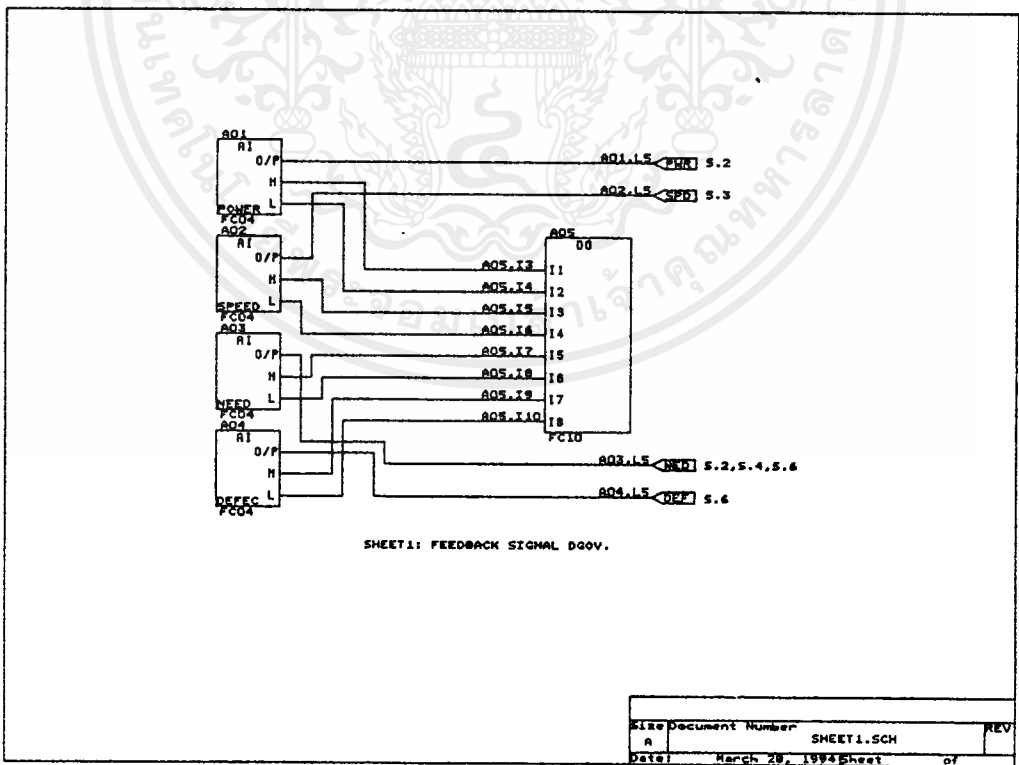 A01
AI
O/P
H
L
POWER
FC04
A02
AI
O/P
H
L
SPEED
FC04
A03
AI
O/P
H
L
NEED
FC04
A04
AI
O/P
H
L
DEFEC
FC04
A01.L5 PWR S.2
A02.L5 SPD S.3
A05
DO
A05.I3 I1
A05.I4 I2
A05.I5 I3
A05.I6 I4
A05.I7 I5
A05.I8 I6
A05.I9 I7
A05.I10 I8
FC10
A03.L5 NED S.2,S.4,S.6
A04.L5 DEF S.6
SHEET1: FEEDBACK SIGNAL DGOV.
Size Document Number REV
A SHEET1.SCH
Date: March 28, 1994 Sheet of